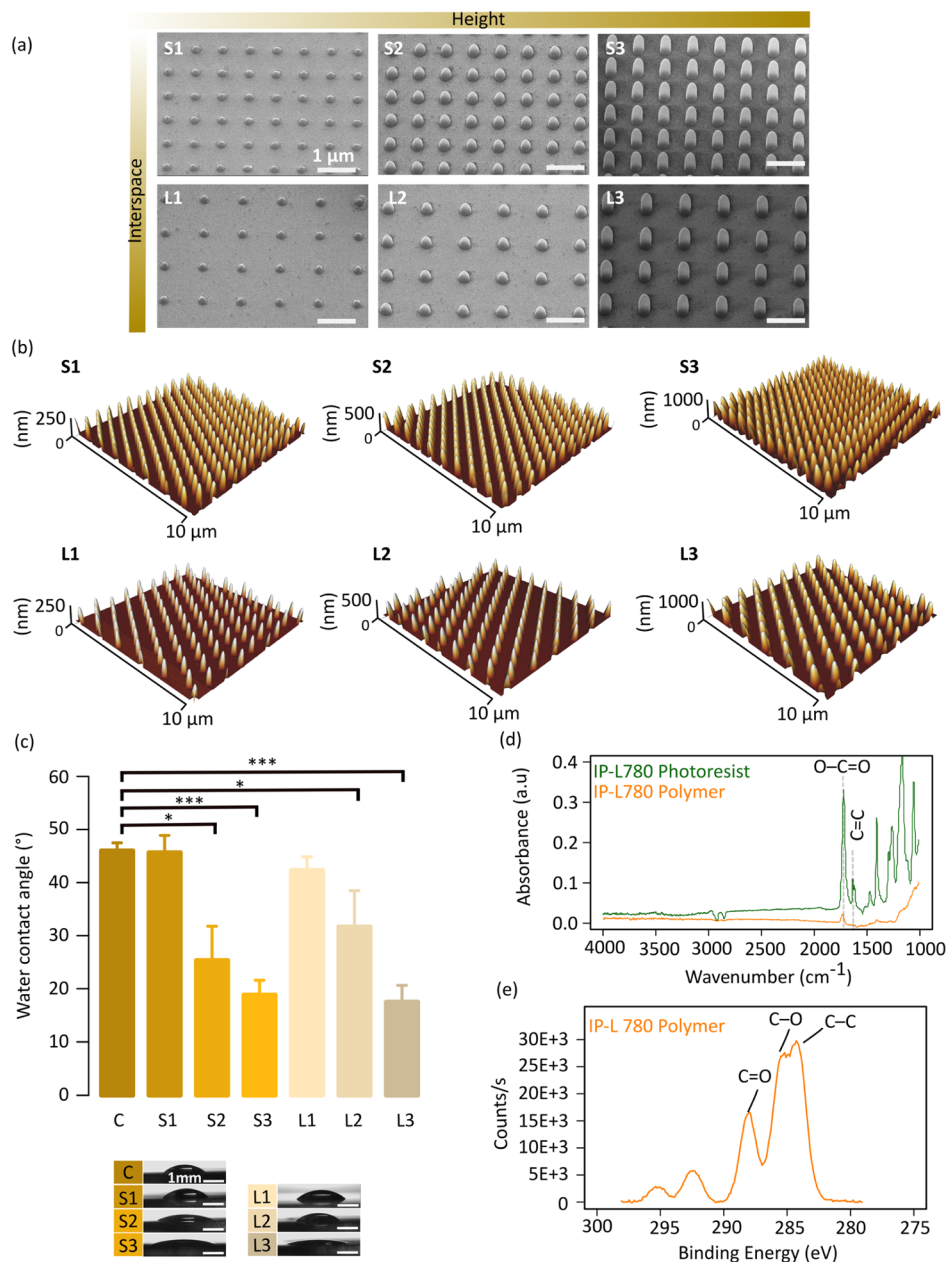 Height
(a)
Interspace
S1
1 µm
S2
S3
L1
L2
L3
(b)
S1
(nm)
250
0
10 µm
S2
(nm)
500
0
10 µm
S3
(nm)
1000
0
10 µm
L1
(nm)
250
0
10 µm
L2
(nm)
500
0
10 µm
L3
(nm)
1000
0
10 µm
(c)
Water contact angle (°)
60
50
40
30
20
10
0
***
*
***
*
C S1 S2 S3 L1 L2 L3
C
1mm
S1
S2
S3
L1
L2
L3
(d)
IP-L780 Photoresist
IP-L780 Polymer
O–C=O
C=C
Absorbance (a.u)
0.4
0.3
0.2
0.1
0.0
4000 3500 3000 2500 2000 1500 1000
Wavenumber (cm⁻¹)
(e)
IP-L 780 Polymer
C=O
C–O
C–C
Counts/s
30E+3
25E+3
20E+3
15E+3
10E+3
5E+3
0
300 295 288 284 280 275
Binding Energy (eV)